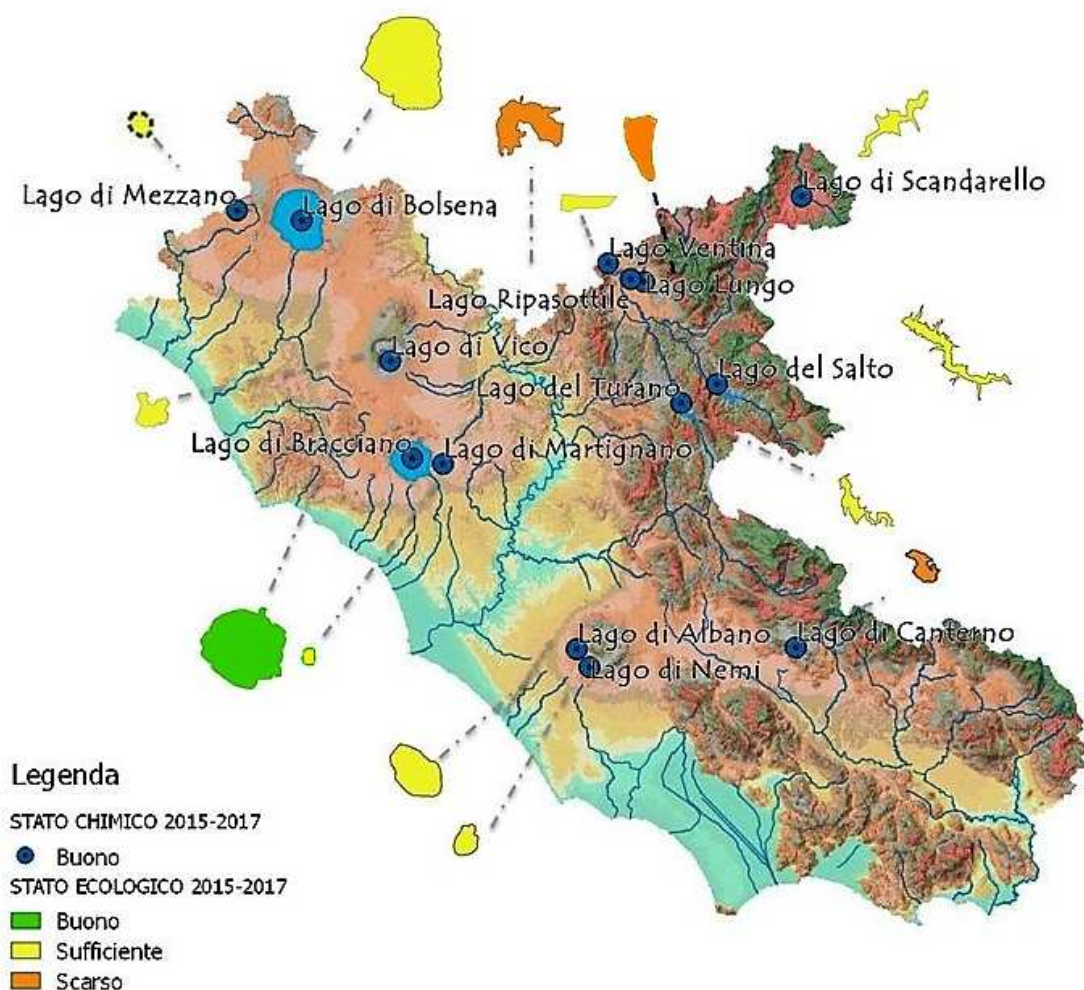 Lago di Scandarello
Lago di Mezzano
Lago di Bolsena
Lago Ventina
Lago Lungo
Lago Ripasottile
Lago di Vico
Lago del Salto
Lago del Turano
Lago di Bracciano
Lago di Martignano
Lago di Albano
Lago di Canterno
Lago di Nemi
Legenda
STATO CHIMICO 2015-2017
Buono
STATO ECOLOGICO 2015-2017
Buono
Sufficiente
Scarso